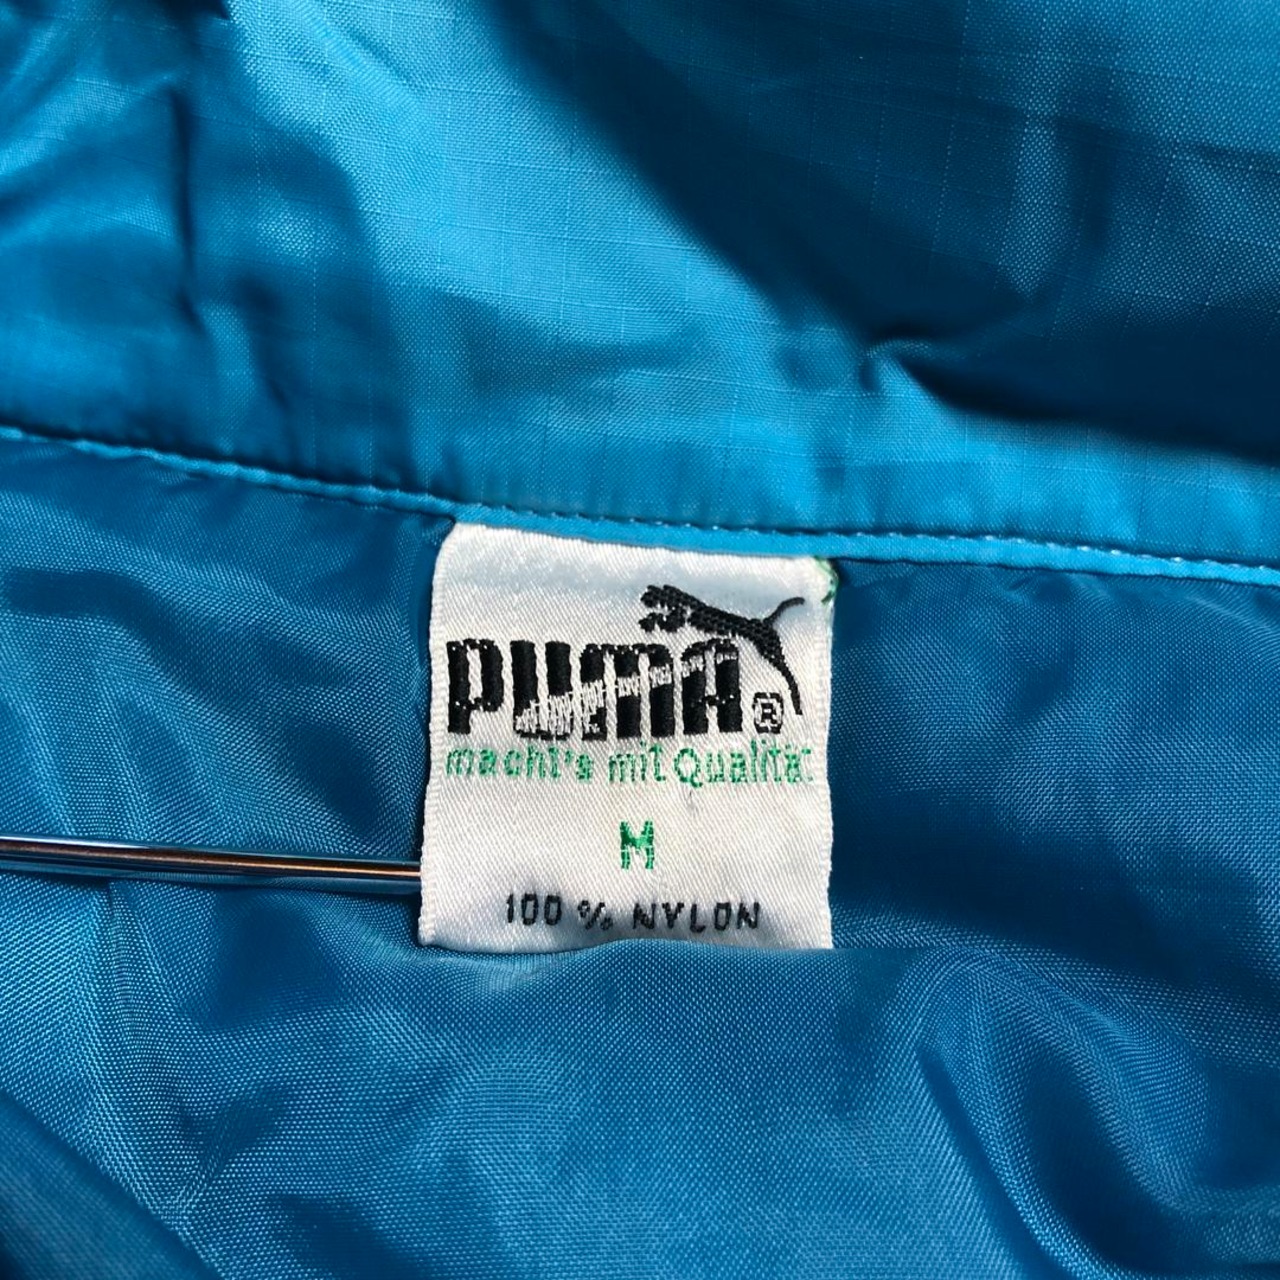 PUMA®
macht's mit Qualität
M
100 % NYLON